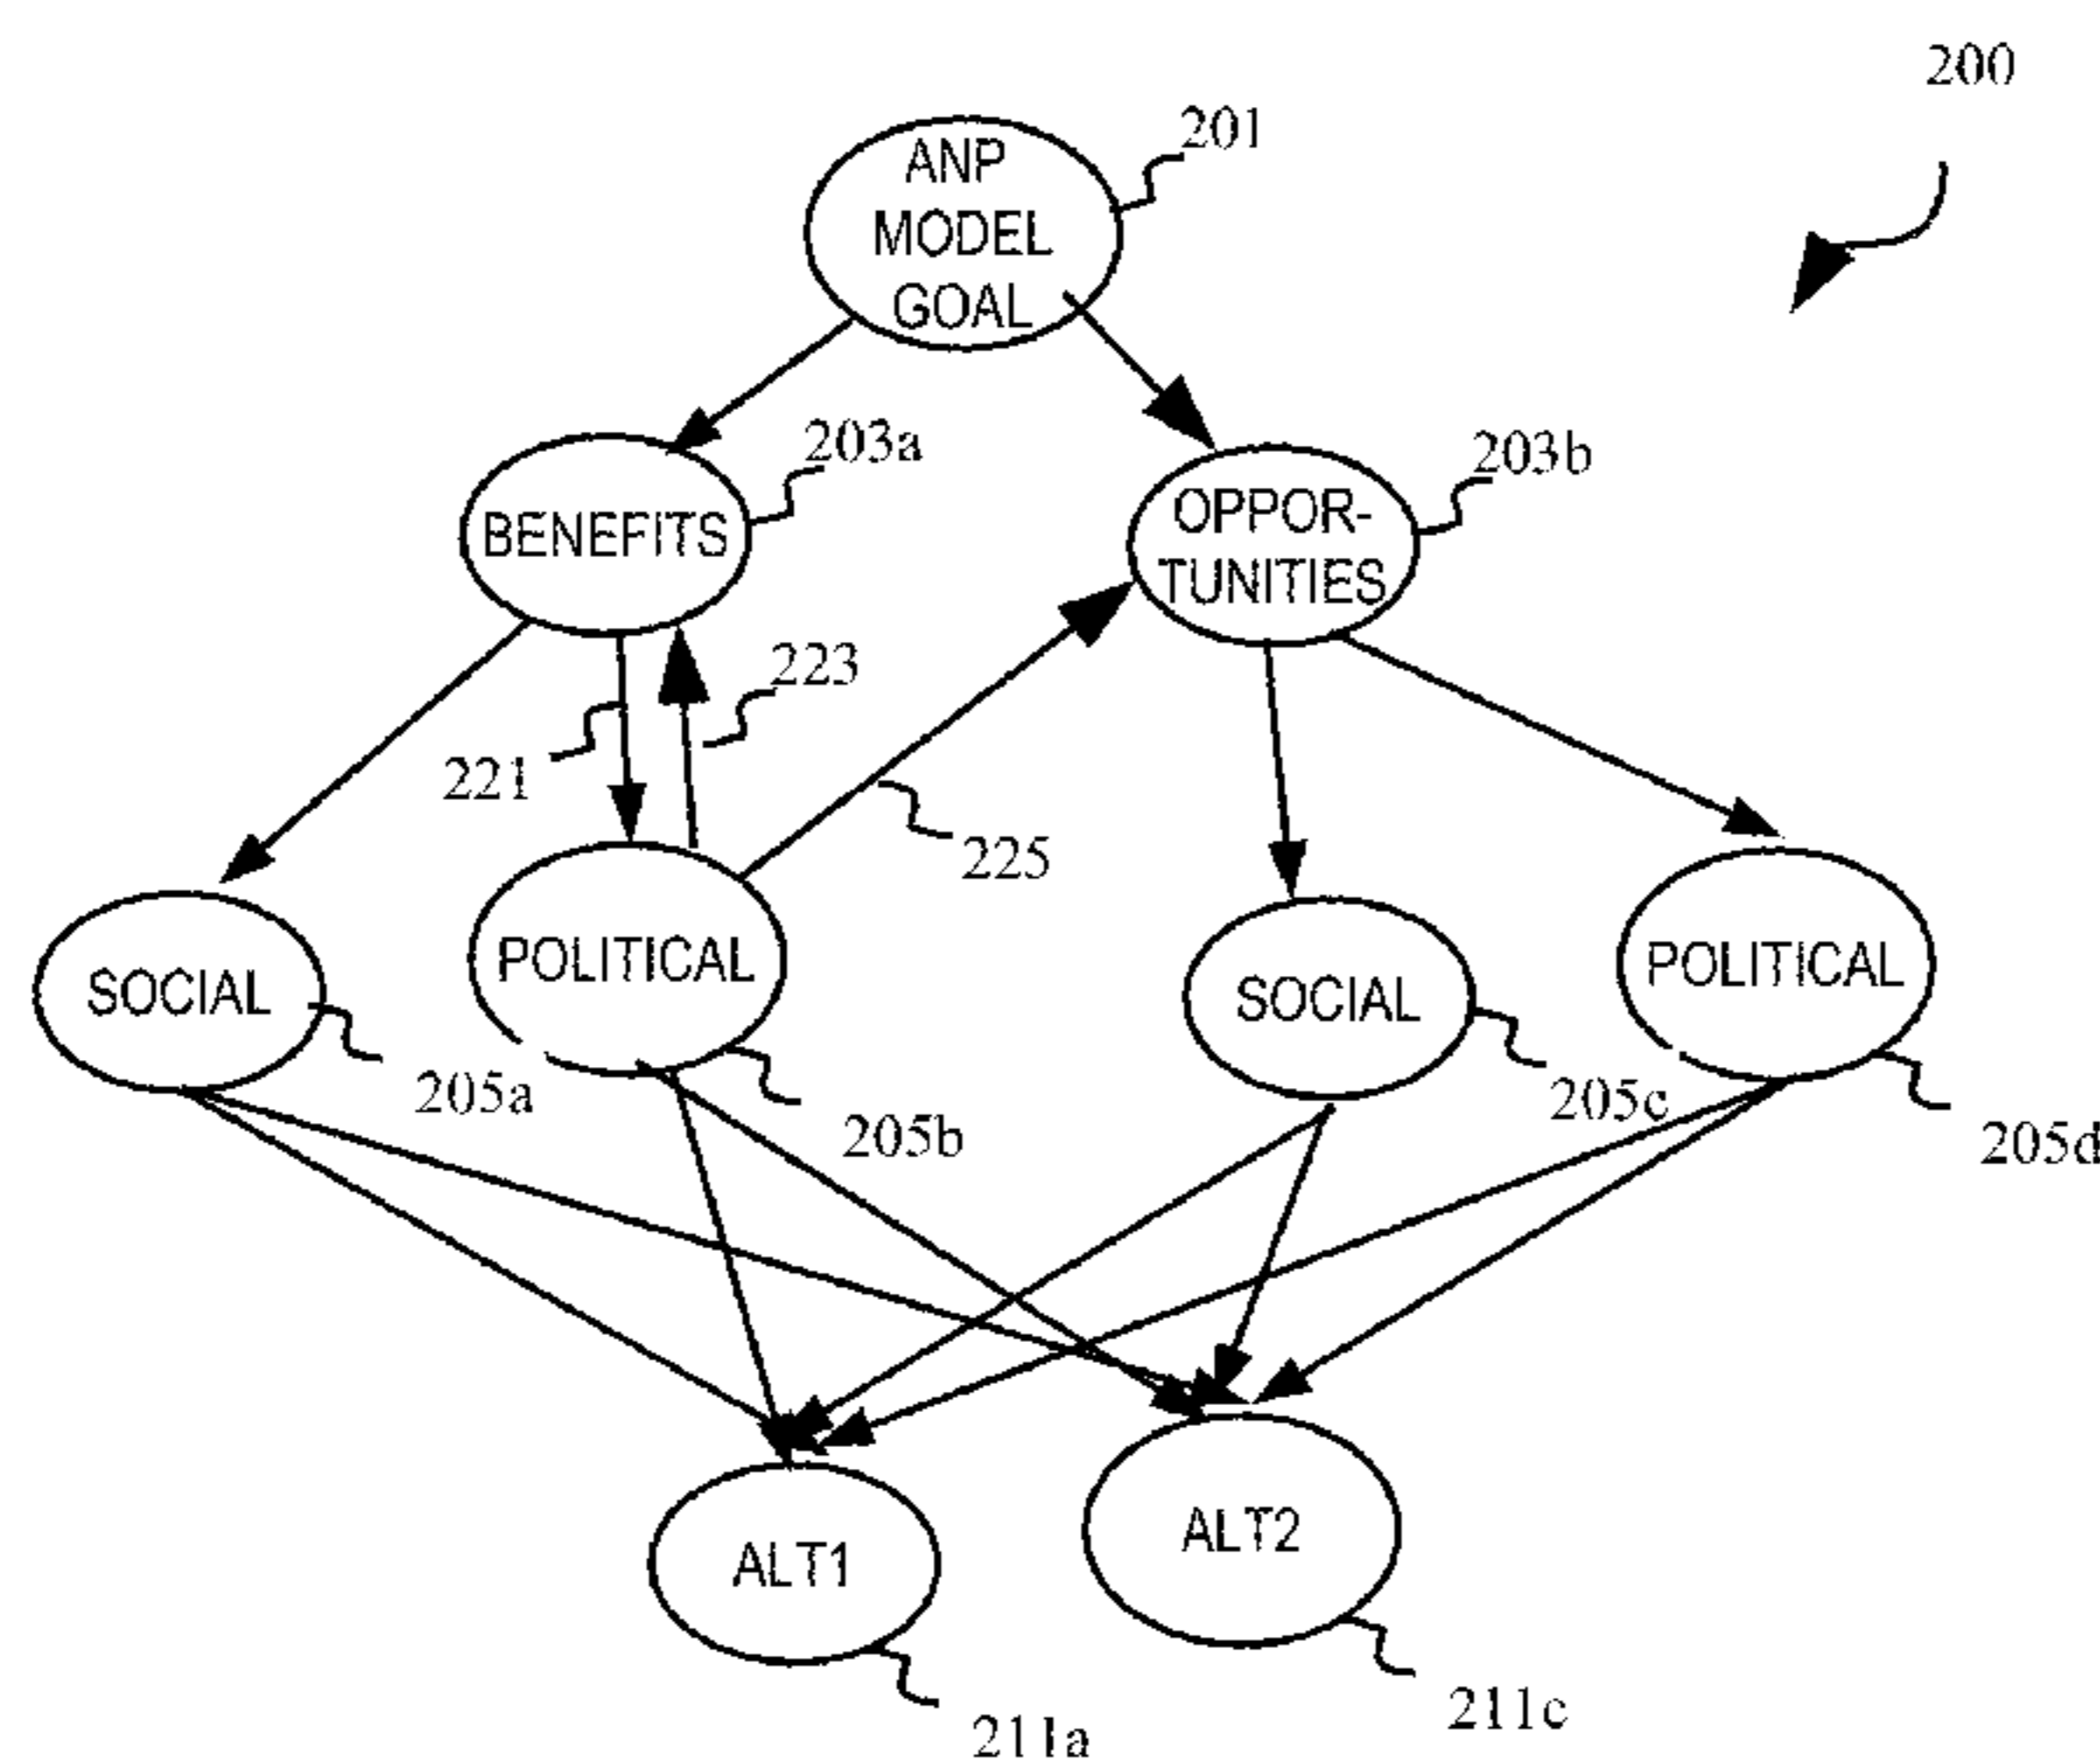 200
201
ANP
MODEL
GOAL
203a
203b
BENEFITS
OPPOR-
TUNITIES
223
221
225
SOCIAL
POLITICAL
SOCIAL
POLITICAL
205a
205b
205c
205d
ALT1
ALT2
211a
211c